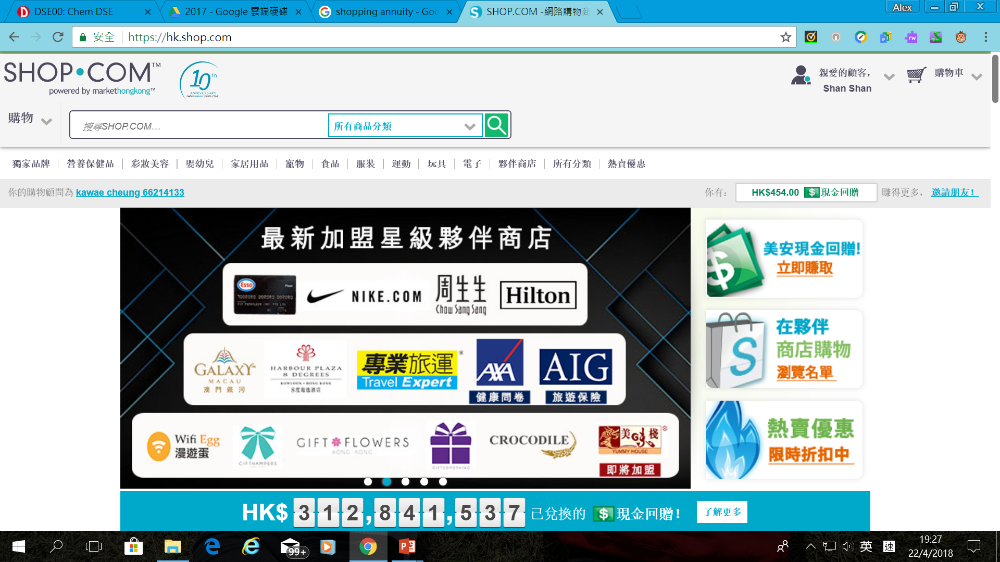 DSE00: Chem DSE
2017 - Google 雲端硬碟
shopping annuity - Goo
SHOP.COM -網路購物商
Alex
安全
https://hk.shop.com
SHOP•COM™
powered by markethongkong™
10th
ANNIVERSARY
親愛的顧客，
Shan Shan
購物車
購物
搜尋SHOP.COM...
所有商品分類
獨家品牌
營養保健品
彩妝美容
嬰幼兒
家居用品
寵物
食品
服裝
運動
玩具
電子
夥伴商店
所有分類
熱賣優惠
你的購物顧問為 kawae cheung 66214133
你有：
HK$454.00 $現金回贈
賺得更多， 邀請朋友！
最新加盟星級夥伴商店
Esso
NIKE.COM
周生生
Chow Sang Sang
Hilton
GALAXY™
MACAU
澳門銀河
HARBOUR PLAZA
8 DEGREES
KOWLOON • HONG KONG
8度海逸酒店
專業旅運®
Travel Expert
AXA
健康問卷
AIG
旅遊保險
Wifi Egg
漫遊蛋
GIFTHAMPERS
GIFT FLOWERS
HONG KONG
GIFTSOMETHING
CROCODILE
美味棧®
YUMMY HOUSE
即將加盟
美安現金回贈!
立即賺取
S
在夥伴
商店購物
瀏覽名單
熱賣優惠
限時折扣中
HK$ 312,841,537 已兌換的 $現金回贈！
了解更多
99+
英
速
19:27
22/4/2018